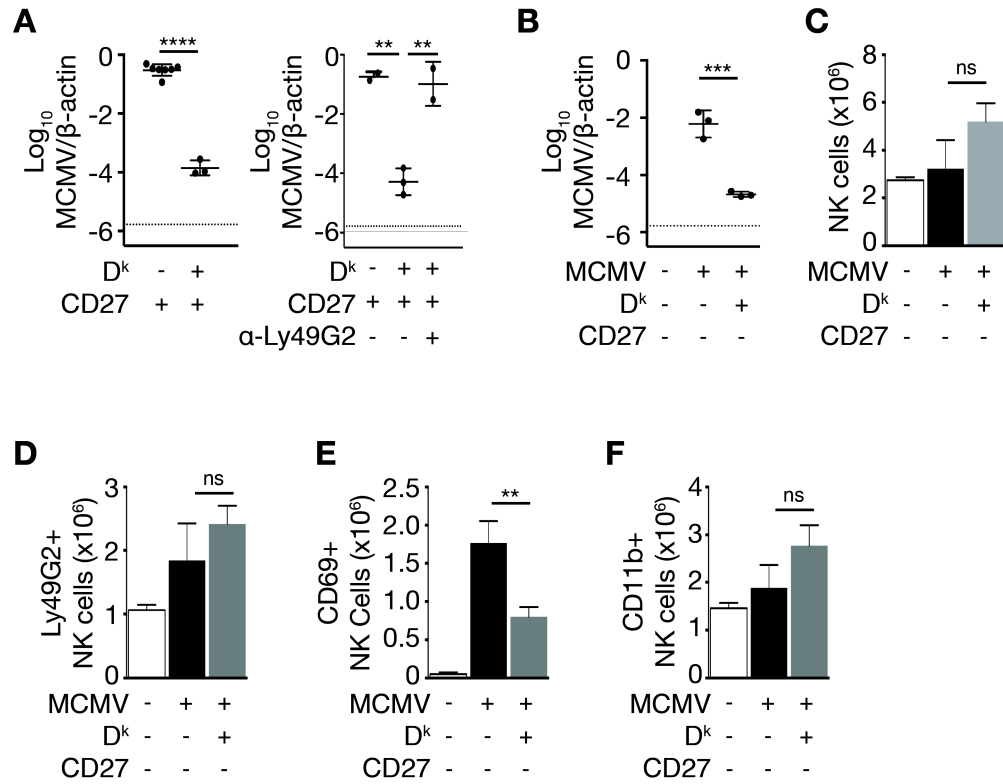 A
****
0
-2
-4
-6
Log10
MCMV/β-actin
Dk - +
CD27 + +
** **
0
-2
-4
-6
Log10
MCMV/β-actin
Dk - + +
CD27 + + +
α-Ly49G2 - - +
B
***
0
-2
-4
-6
Log10
MCMV/β-actin
MCMV - + +
Dk - - +
CD27 - - -
C
ns
8
6
4
2
0
NK cells (x10⁶)
MCMV - + +
Dk - - +
CD27 - - -
D
ns
3
2
1
0
Ly49G2+
NK cells (x10⁶)
MCMV - + +
Dk - - +
CD27 - - -
E
**
2.5
2.0
1.5
1.0
0.5
0
CD69+
NK Cells (x10⁶)
MCMV - + +
Dk - - +
CD27 - - -
F
ns
4
3
2
1
0
CD11b+
NK cells (x10⁶)
MCMV - + +
Dk - - +
CD27 - - -